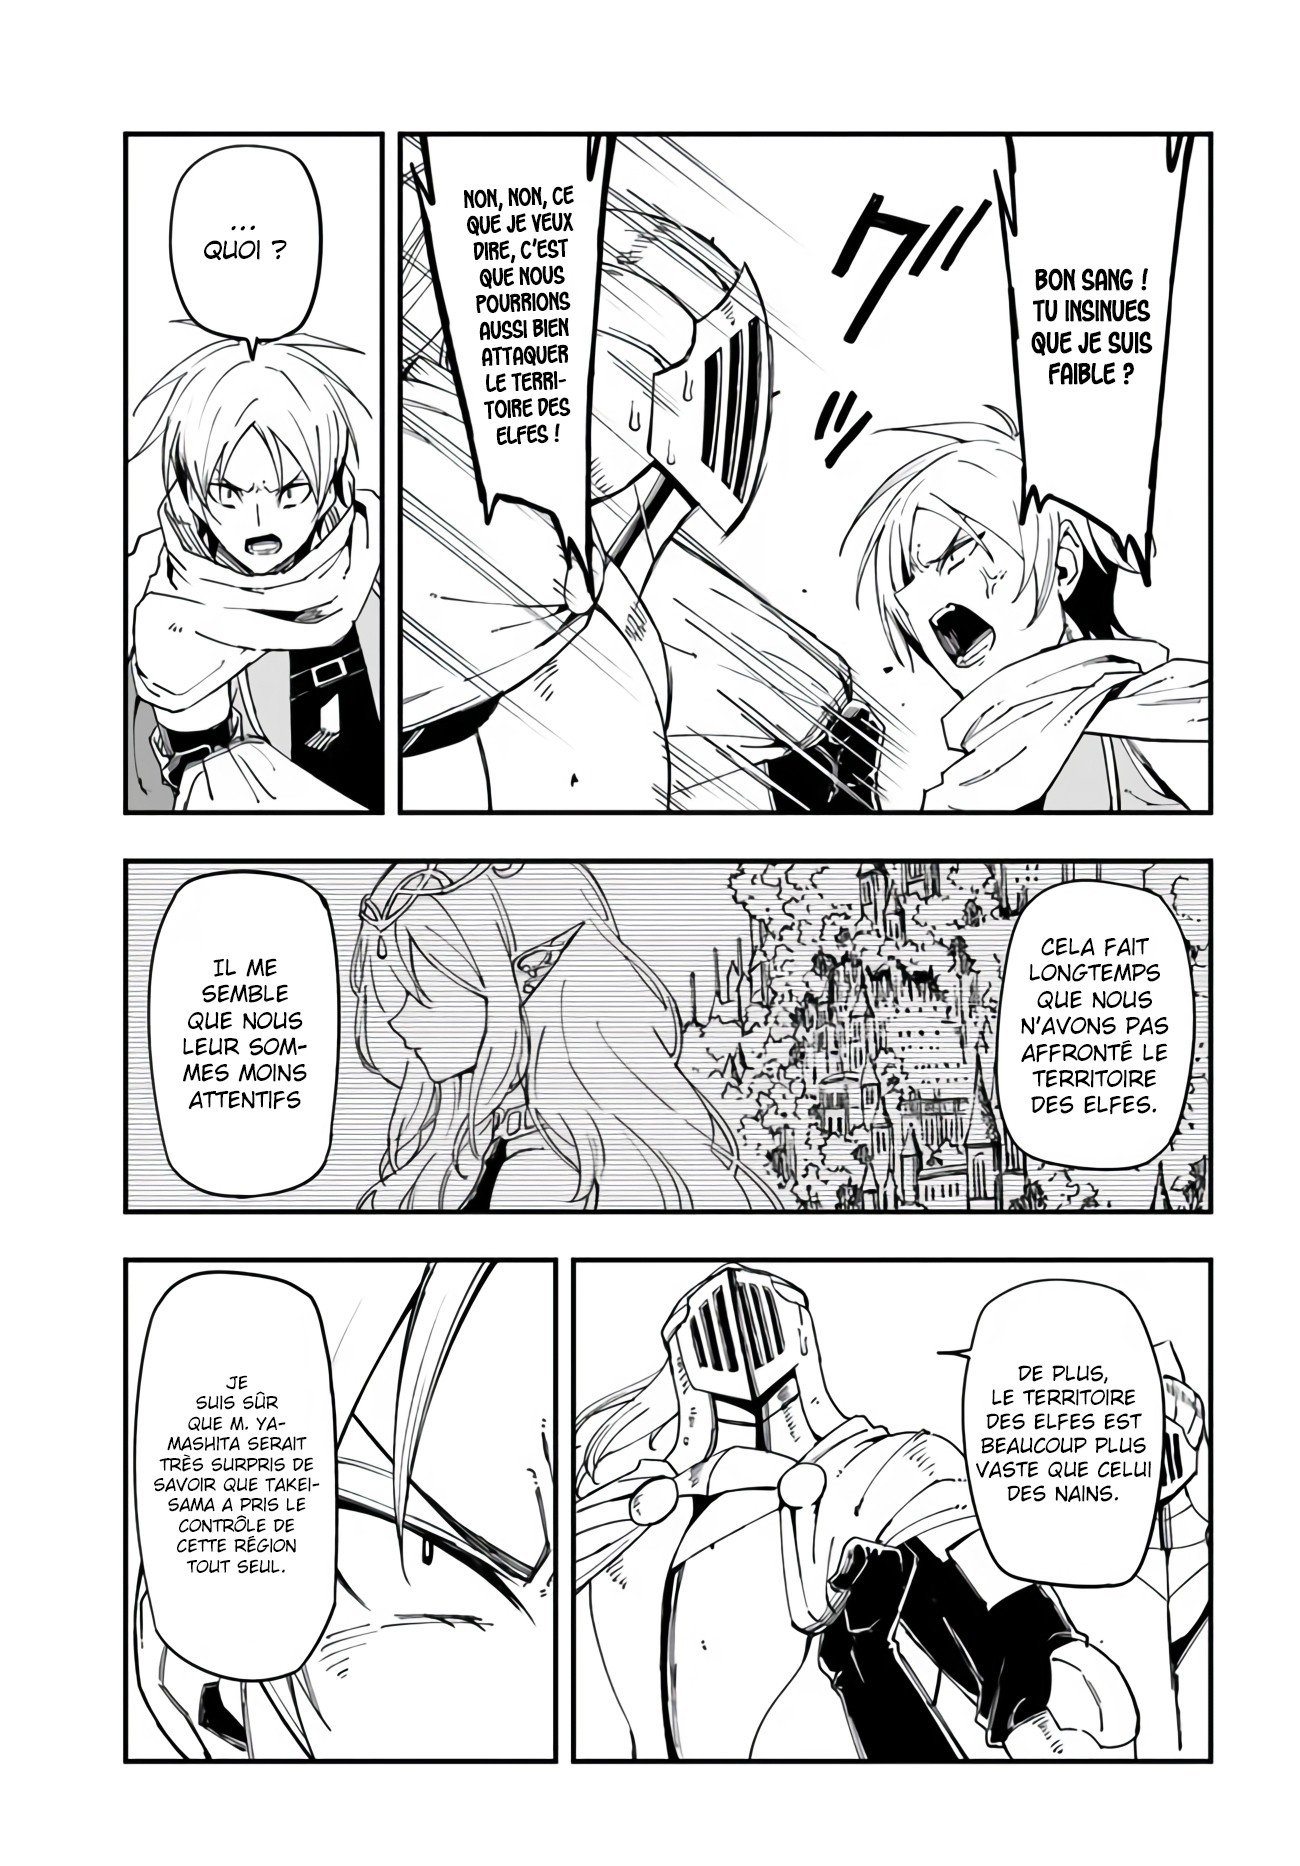 BON SANG !
TU INSINUES
QUE JE SUIS
FAIBLE ?
グググ
NON, NON, CE
QUE JE VEUX
DIRE, C'EST
QUE NOUS
POURRIONS
AUSSI BIEN
ATTAQUER
LE TERRI-
TOIRE DES
ELFES !
...
QUOI ?
CELA FAIT
LONGTEMPS
QUE NOUS
N'AVONS PAS
AFFRONTÉ LE
TERRITOIRE
DES ELFES.
IL ME
SEMBLE
QUE NOUS
LEUR SOM-
MES MOINS
ATTENTIFS
DE PLUS,
LE TERRITOIRE
DES ELFES EST
BEAUCOUP PLUS
VASTE QUE CELUI
DES NAINS.
JE
SUIS SÛR
QUE M. YA-
MASHITA SERAIT
TRÈS SURPRIS DE
SAVOIR QUE TAKEI-
SAMA A PRIS LE
CONTRÔLE DE
CETTE RÉGION
TOUT SEUL.